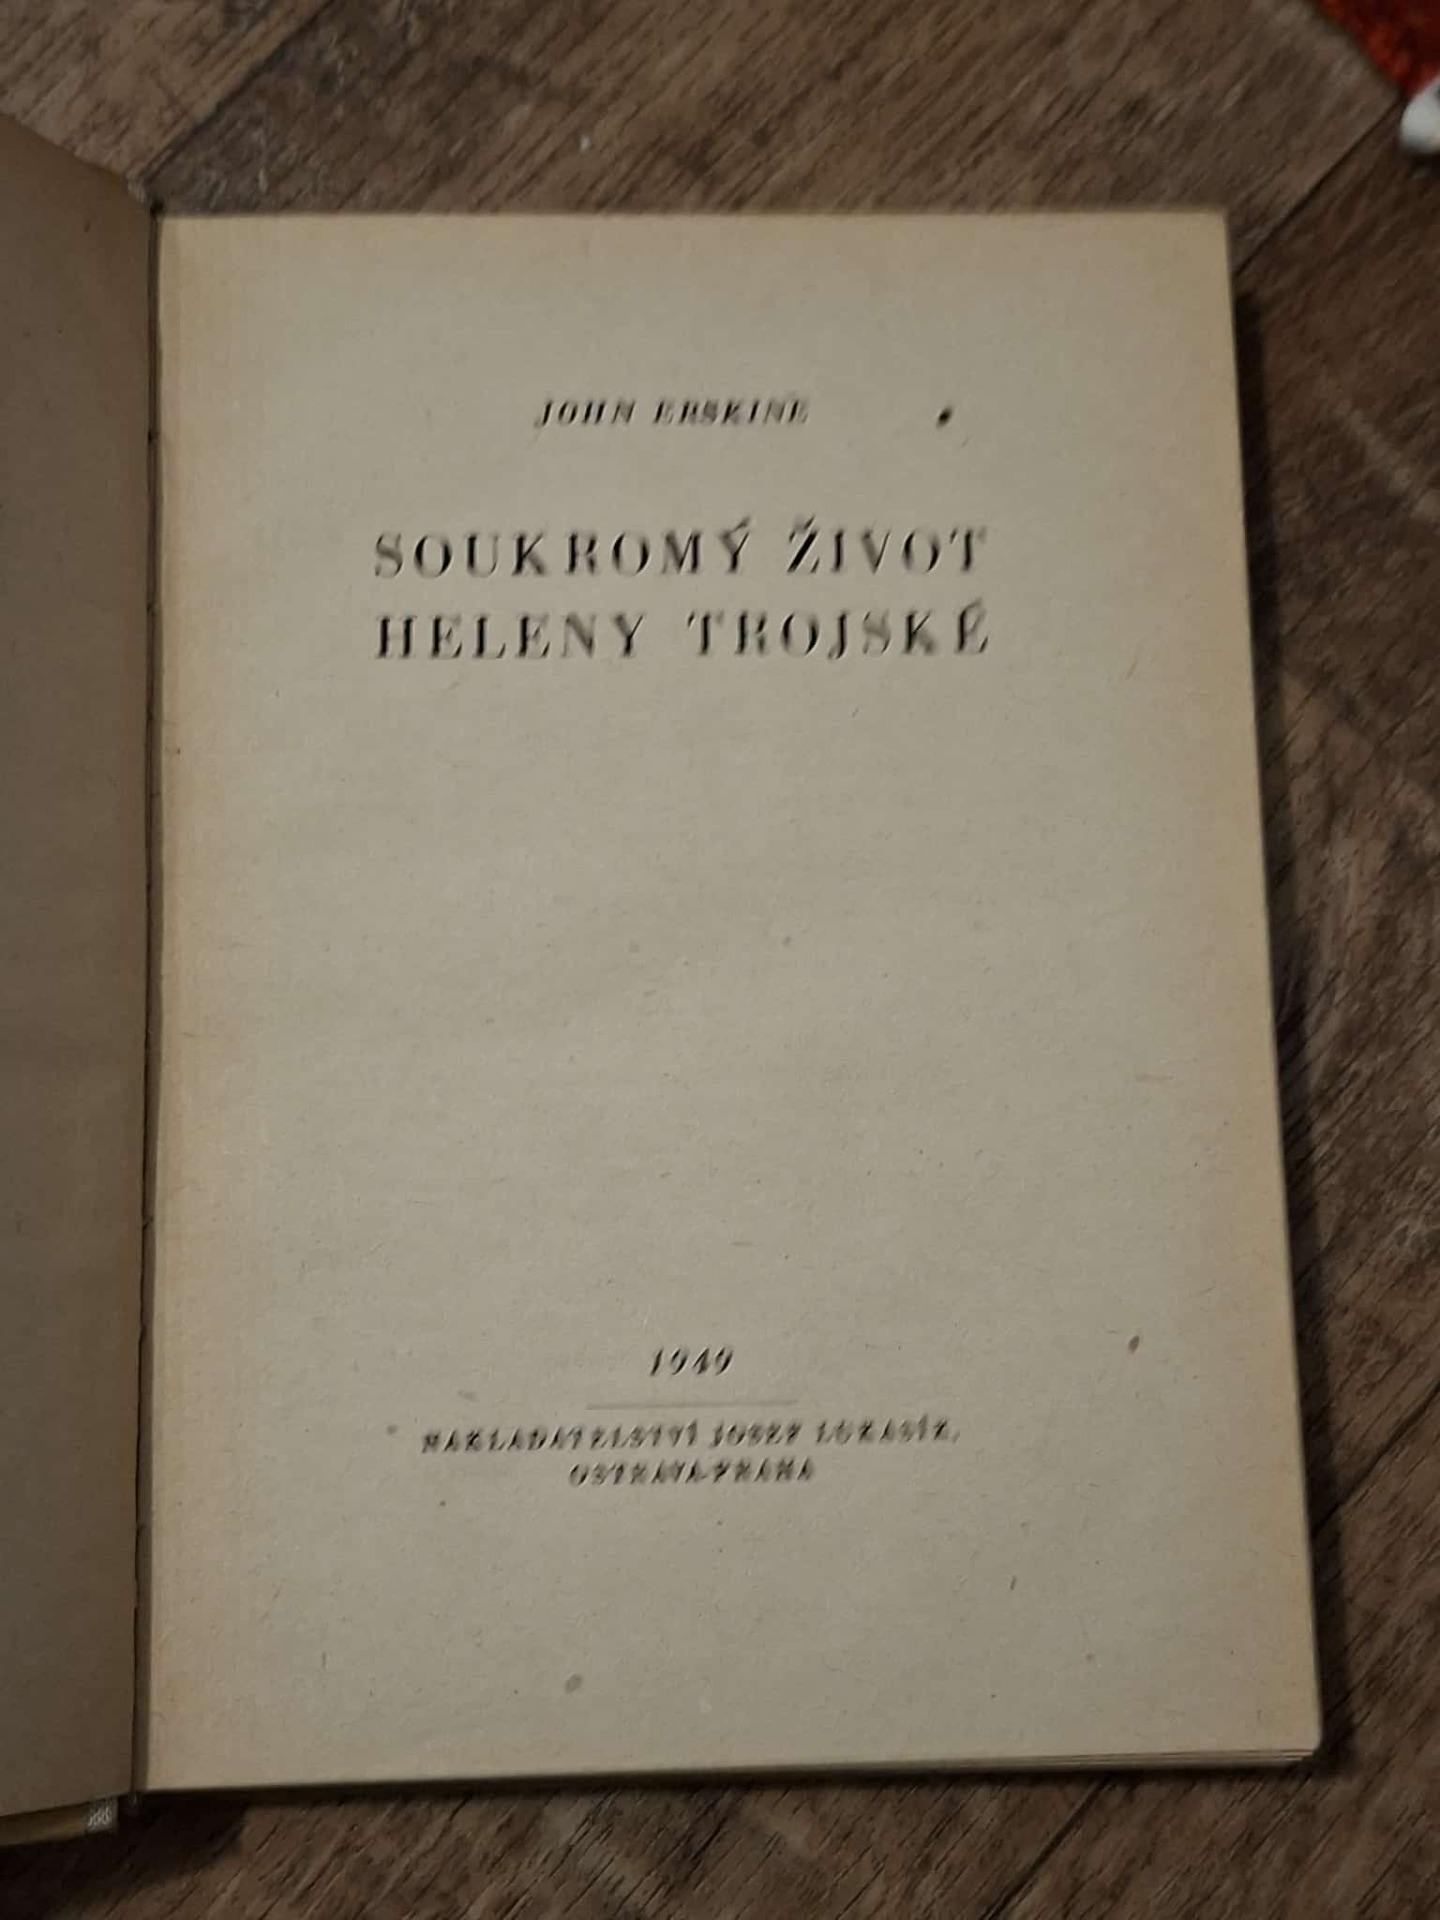 JOHN ERSKINE
SOUKROMÝ ŽIVOT
HELENY TROJSKÉ
1949
NAKLADATELSTVÍ JOSEF LUKASÍK,
OSTRAVA-PRAHA